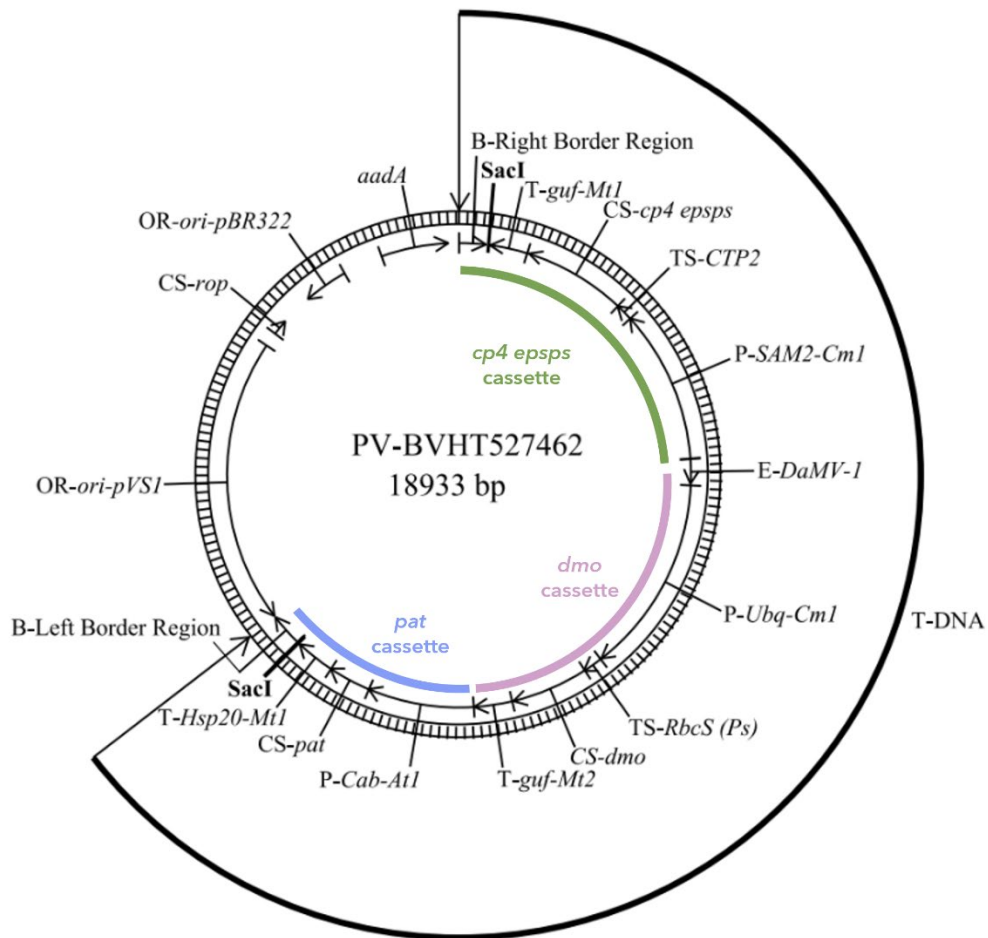 B-Right Border Region
SacI
aadA
T-guf-Mt1
CS-cp4 epsps
OR-ori-pBR322
TS-CTP2
CS-rop
P-SAM2-Cm1
cp4 epsps
cassette
PV-BVHT527462
18933 bp
E-DaMV-1
OR-ori-pVS1
dmo
cassette
P-Ubq-Cm1
T-DNA
pat
cassette
B-Left Border Region
SacI
T-Hsp20-Mt1
CS-pat
TS-RbcS (Ps)
CS-dmo
P-Cab-At1
T-guf-Mt2